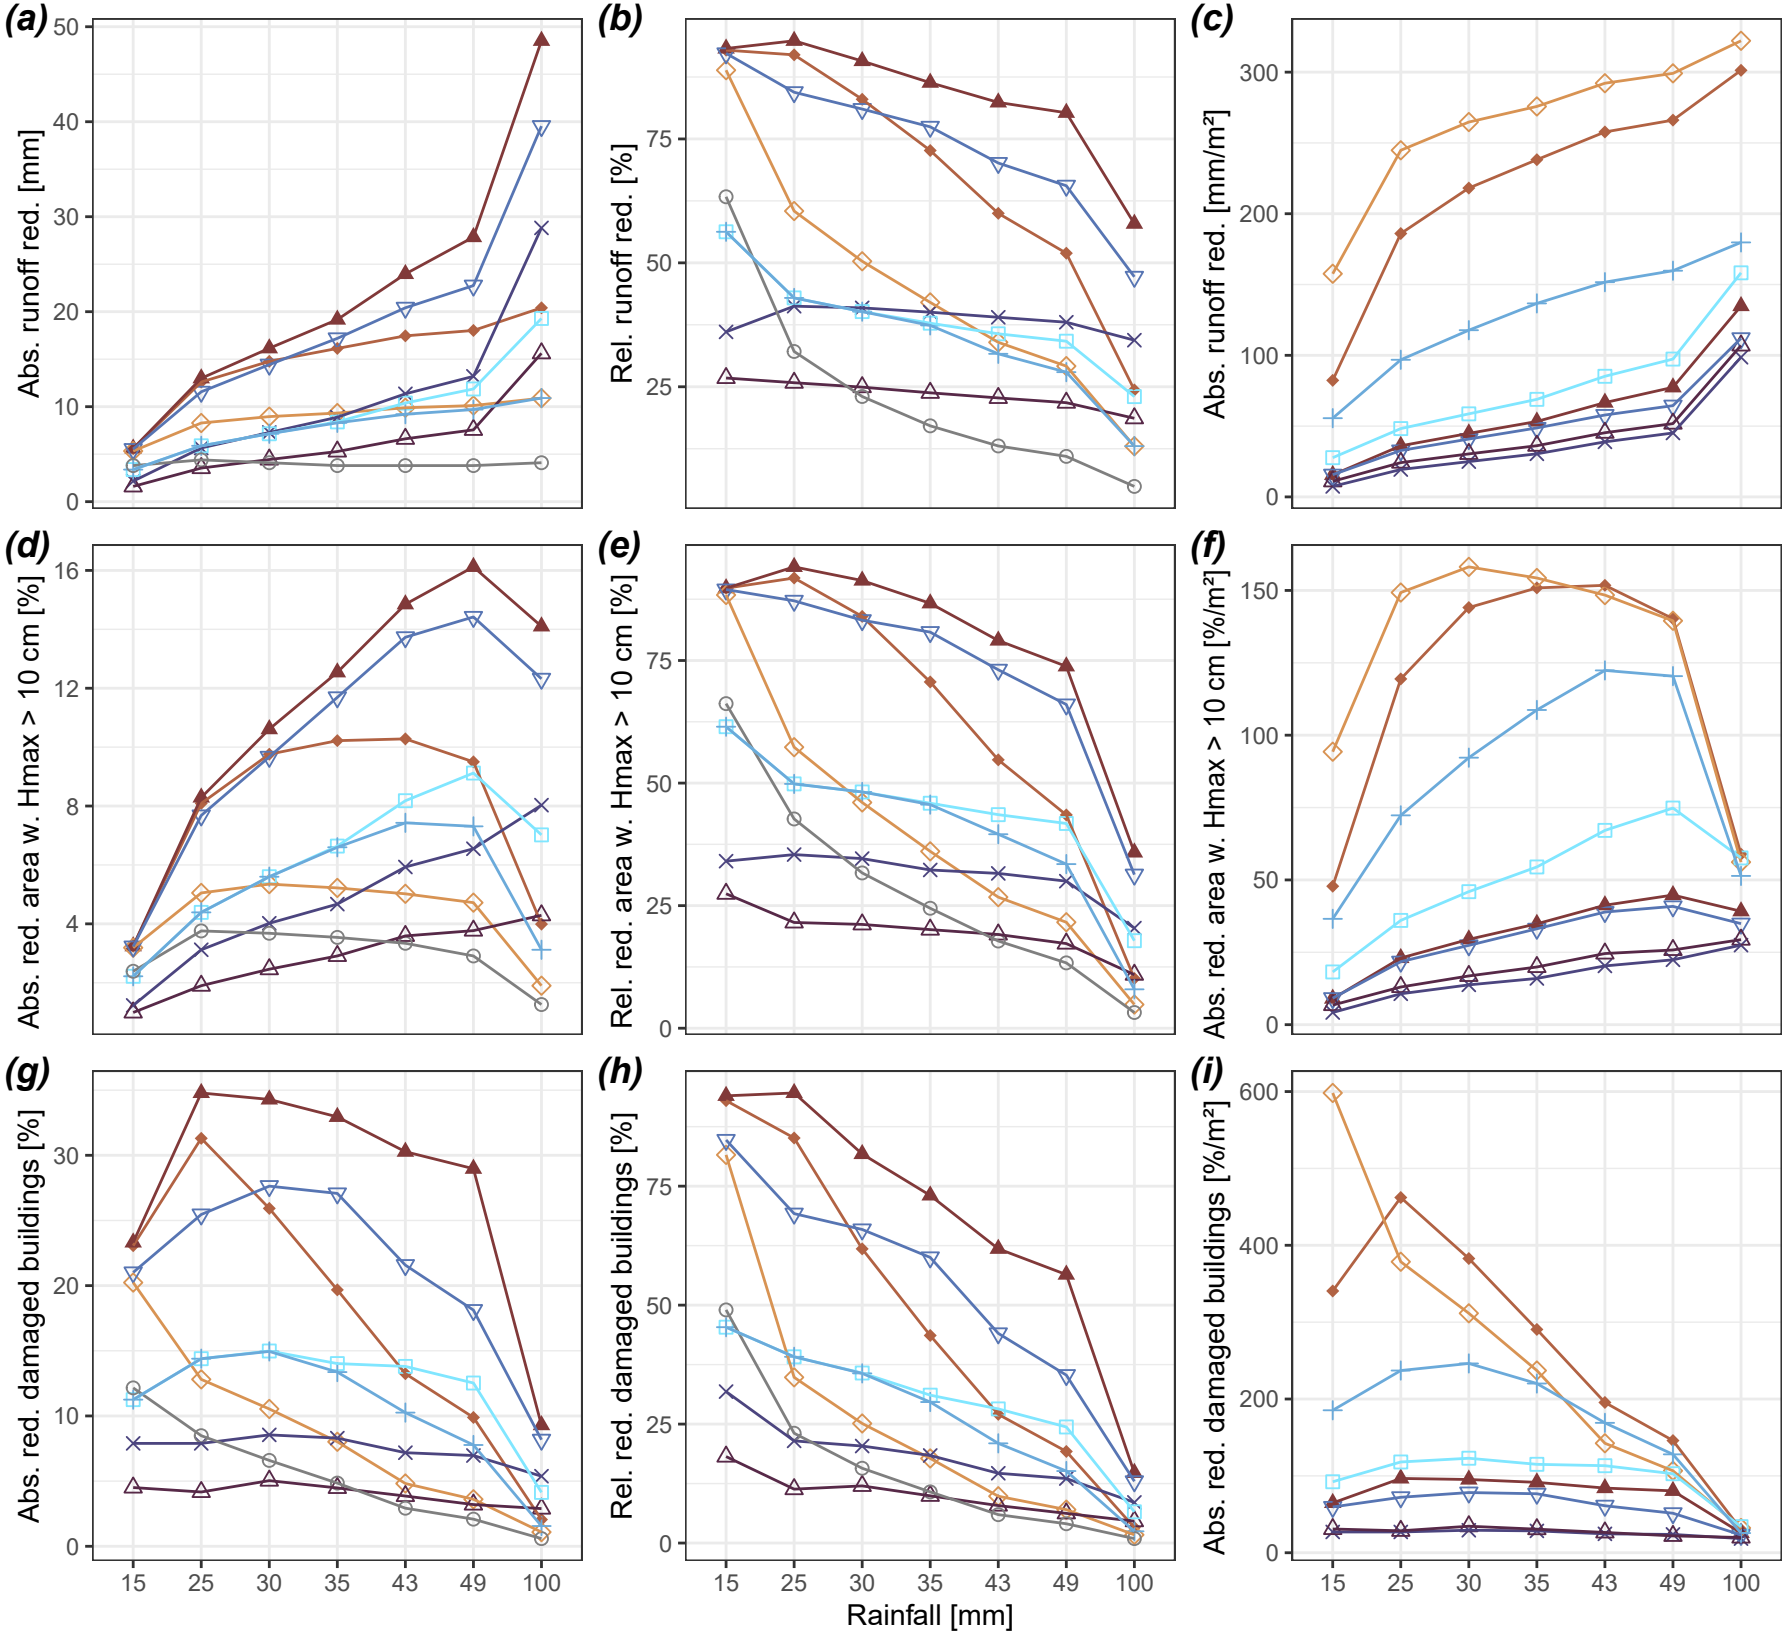 (a)
Abs. runoff red. [mm]
50
40
30
20
10
0
(b)
Rel. runoff red. [%]
75
50
25
(c)
Abs. runoff red. [mm/m²]
300
200
100
0
(d)
Abs. red. area w. Hmax > 10 cm [%]
16
12
8
4
(e)
Rel. red. area w. Hmax > 10 cm [%]
75
50
25
0
(f)
Abs. red. area w. Hmax > 10 cm [%/m²]
150
100
50
0
(g)
Abs. red. damaged buildings [%]
30
20
10
0
15 25 30 35 43 49 100
(h)
Rel. red. damaged buildings [%]
75
50
25
0
15 25 30 35 43 49 100
(i)
Abs. red. damaged buildings [%/m²]
600
400
200
0
15 25 30 35 43 49 100
Rainfall [mm]